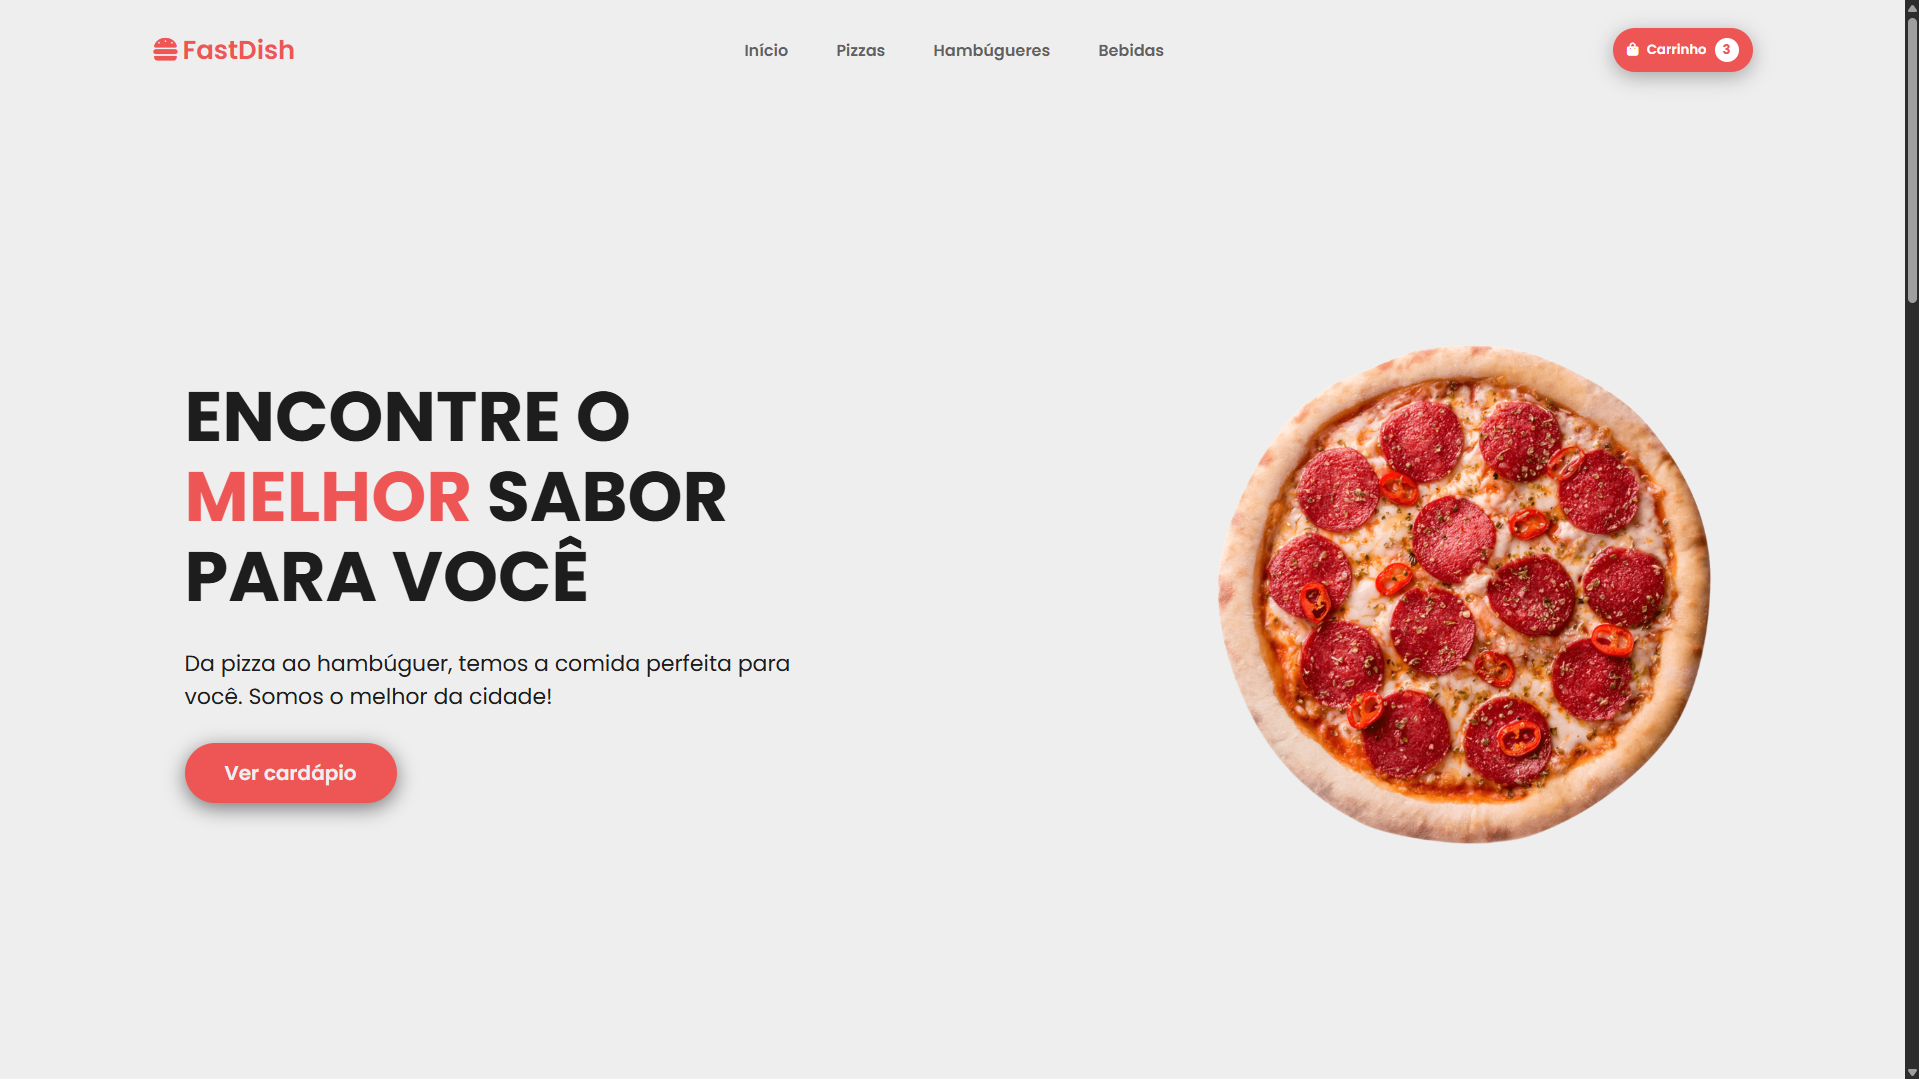 FastDish
Início
Pizzas
Hambúgueres
Bebidas
Carrinho 3
ENCONTRE O
MELHOR SABOR
PARA VOCÊ
Da pizza ao hambúguer, temos a comida perfeita para
você. Somos o melhor da cidade!
Ver cardápio